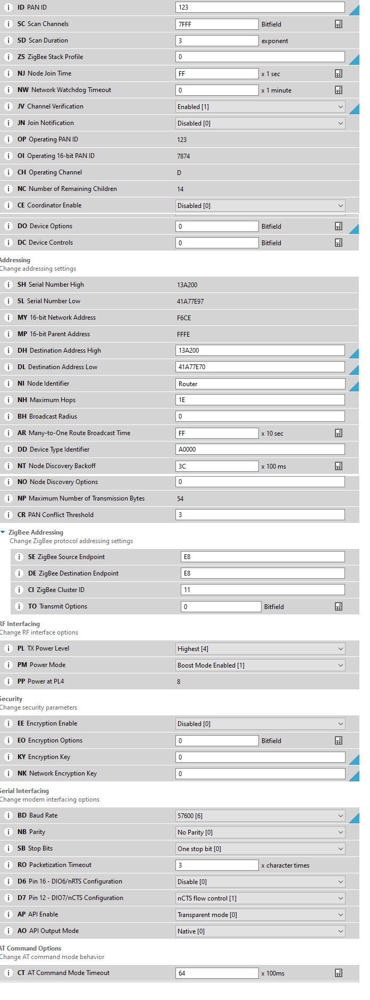 ID PAN ID 123
SC Scan Channels 7FFF Bitfield
SD Scan Duration 3 exponent
ZS ZigBee Stack Profile 0
NJ Node Join Time FF x 1 sec
NW Network Watchdog Timeout 0 x 1 minute
JV Channel Verification Enabled [1]
JN Join Notification Disabled [0]
OP Operating PAN ID 123
OI Operating 16-bit PAN ID 7874
CH Operating Channel D
NC Number of Remaining Children 14
CE Coordinator Enable Disabled [0]
DO Device Options 0 Bitfield
DC Device Controls 0 Bitfield
Addressing
Change addressing settings
SH Serial Number High 13A200
SL Serial Number Low 41A77E97
MY 16-bit Network Address F6CE
MP 16-bit Parent Address FFFE
DH Destination Address High 13A200
DL Destination Address Low 41A77E70
NI Node Identifier Router
NH Maximum Hops 1E
BH Broadcast Radius 0
AR Many-to-One Route Broadcast Time FF x 10 sec
DD Device Type Identifier A0000
NT Node Discovery Backoff 3C x 100 ms
NO Node Discovery Options 0
NP Maximum Number of Transmission Bytes 54
CR PAN Conflict Threshold 3
ZigBee Addressing
Change ZigBee protocol addressing settings
SE ZigBee Source Endpoint E8
DE ZigBee Destination Endpoint E8
CI ZigBee Cluster ID 11
TO Transmit Options 0 Bitfield
RF Interfacing
Change RF interface options
PL TX Power Level Highest [4]
PM Power Mode Boost Mode Enabled [1]
PP Power at PL4 8
Security
Change security parameters
EE Encryption Enable Disabled [0]
EO Encryption Options 0 Bitfield
KY Encryption Key 0
NK Network Encryption Key 0
Serial Interfacing
Change modem interfacing options
BD Baud Rate 57600 [6]
NB Parity No Parity [0]
SB Stop Bits One stop bit [0]
RO Packetization Timeout 3 x character times
D6 Pin 16 - DIO6/nRTS Configuration Disable [0]
D7 Pin 12 - DIO7/nCTS Configuration nCTS flow control [1]
AP API Enable Transparent mode [0]
AO API Output Mode Native [0]
AT Command Options
Change AT command mode behavior
CT AT Command Mode Timeout 64 x 100ms